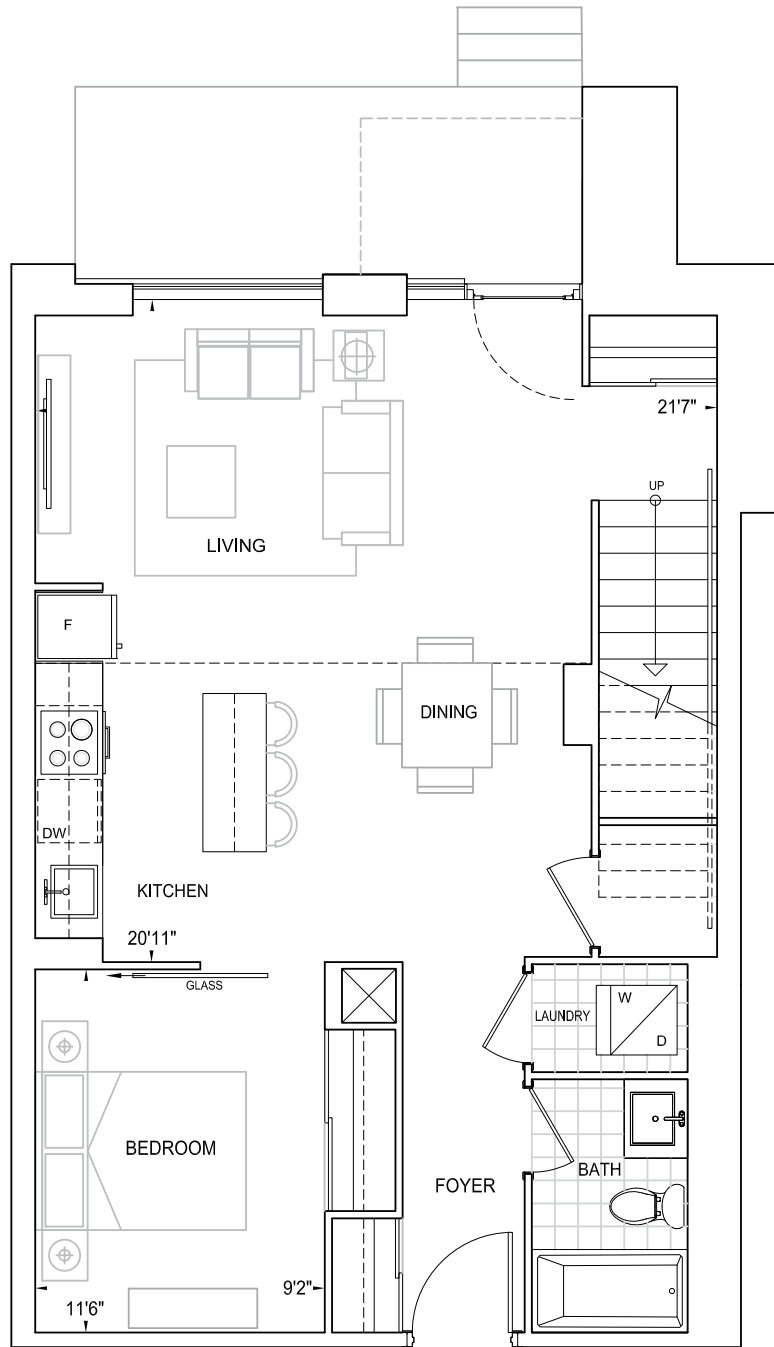 21'7"
UP
LIVING
F
DINING
DW
KITCHEN
20'11"
GLASS
W
LAUNDRY
D
BEDROOM
BATH
FOYER
9'2"
11'6"